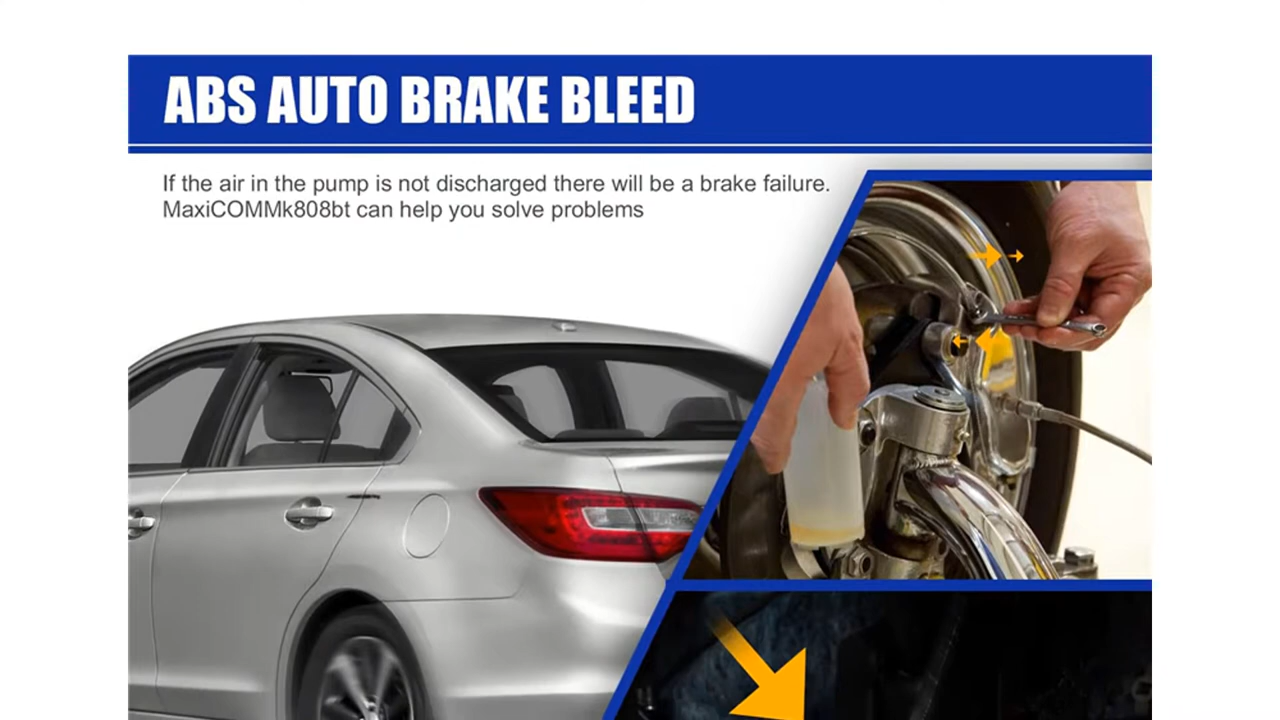 ABS AUTO BRAKE BLEED
If the air in the pump is not discharged there will be a brake failure.
MaxiCOMMk808bt can help you solve problems